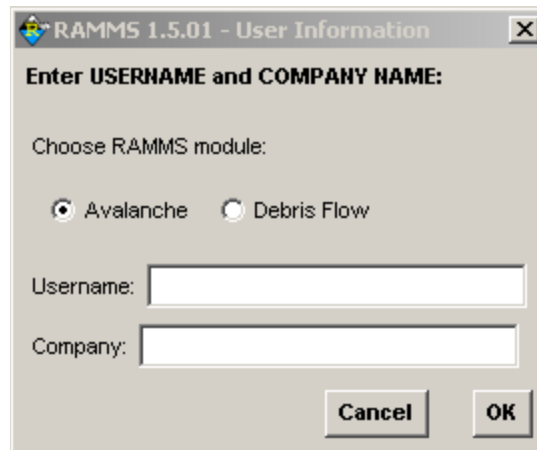 RAMMS 1.5.01 - User Information
Enter USERNAME and COMPANY NAME:
Choose RAMMS module:
Avalanche Debris Flow
Username:
Company:
Cancel OK